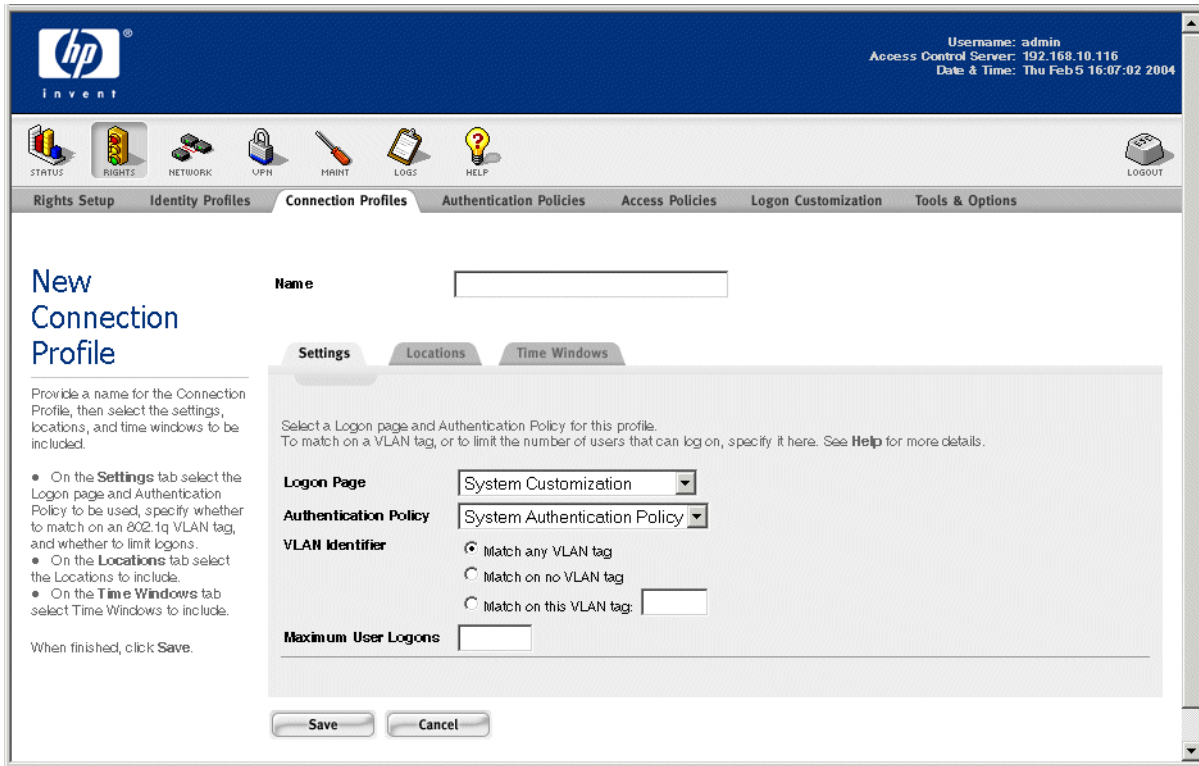 hp
®
invent
Username: admin
Access Control Server: 192.168.10.116
Date & Time: Thu Feb 5 16:07:02 2004
STATUS RIGHTS NETWORK VPN MAINT LOGS HELP LOGOUT
Rights Setup Identity Profiles Connection Profiles Authentication Policies Access Policies Logon Customization Tools & Options
New
Connection
Profile
Provide a name for the Connection
Profile, then select the settings,
locations, and time windows to be
included.
● On the Settings tab select the
Logon page and Authentication
Policy to be used, specify whether
to match on an 802.1q VLAN tag,
and whether to limit logons.
● On the Locations tab select
the Locations to include.
● On the Time Windows tab
select Time Windows to include.
When finished, click Save.
Name
Settings Locations Time Windows
Select a Logon page and Authentication Policy for this profile.
To match on a VLAN tag, or to limit the number of users that can log on, specify it here. See Help for more details.
Logon Page System Customization
Authentication Policy System Authentication Policy
VLAN Identifier Match any VLAN tag
Match on no VLAN tag
Match on this VLAN tag:
Maximum User Logons
Save Cancel